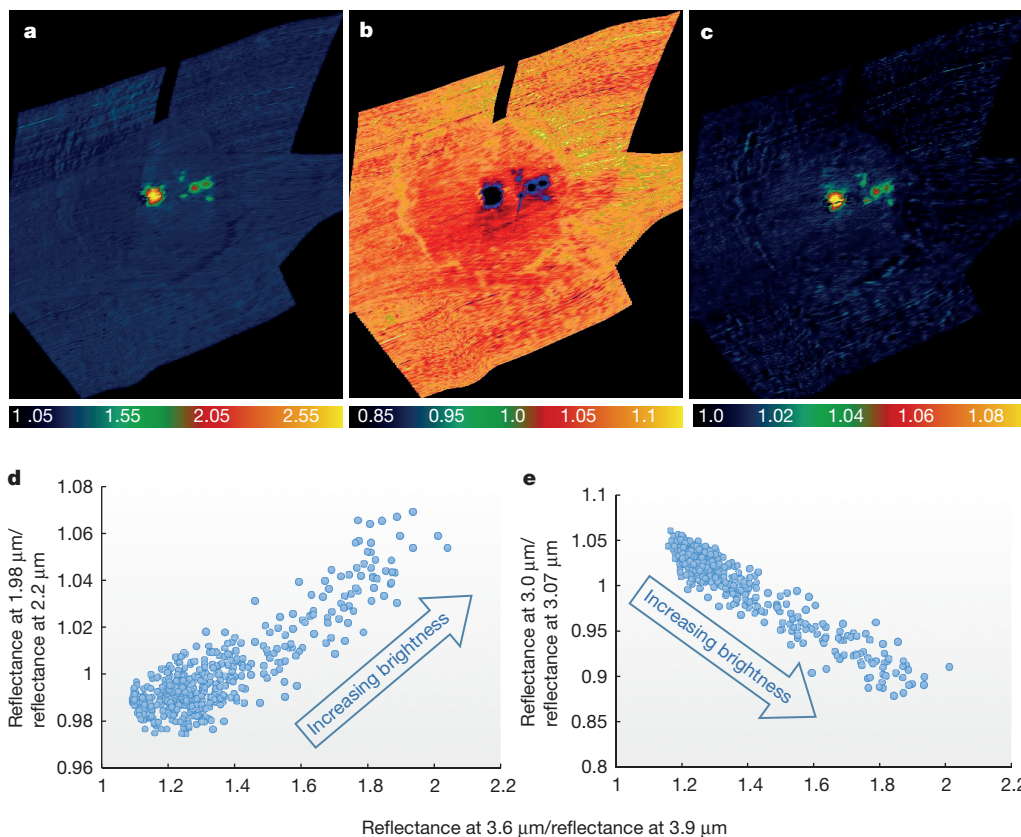 a
b
c
1.05 1.55 2.05 2.55
0.85 0.95 1.0 1.05 1.1
1.0 1.02 1.04 1.06 1.08
d
Reflectance at 1.98 μm/
reflectance at 2.2 μm
1.08
1.06
1.04
1.02
1
0.98
0.96
1 1.2 1.4 1.6 1.8 2 2.2
Increasing brightness
e
Reflectance at 3.0 μm/
reflectance at 3.07 μm
1.1
1.05
1
0.95
0.9
0.85
0.8
1 1.2 1.4 1.6 1.8 2 2.2
Increasing brightness
Reflectance at 3.6 μm/reflectance at 3.9 μm